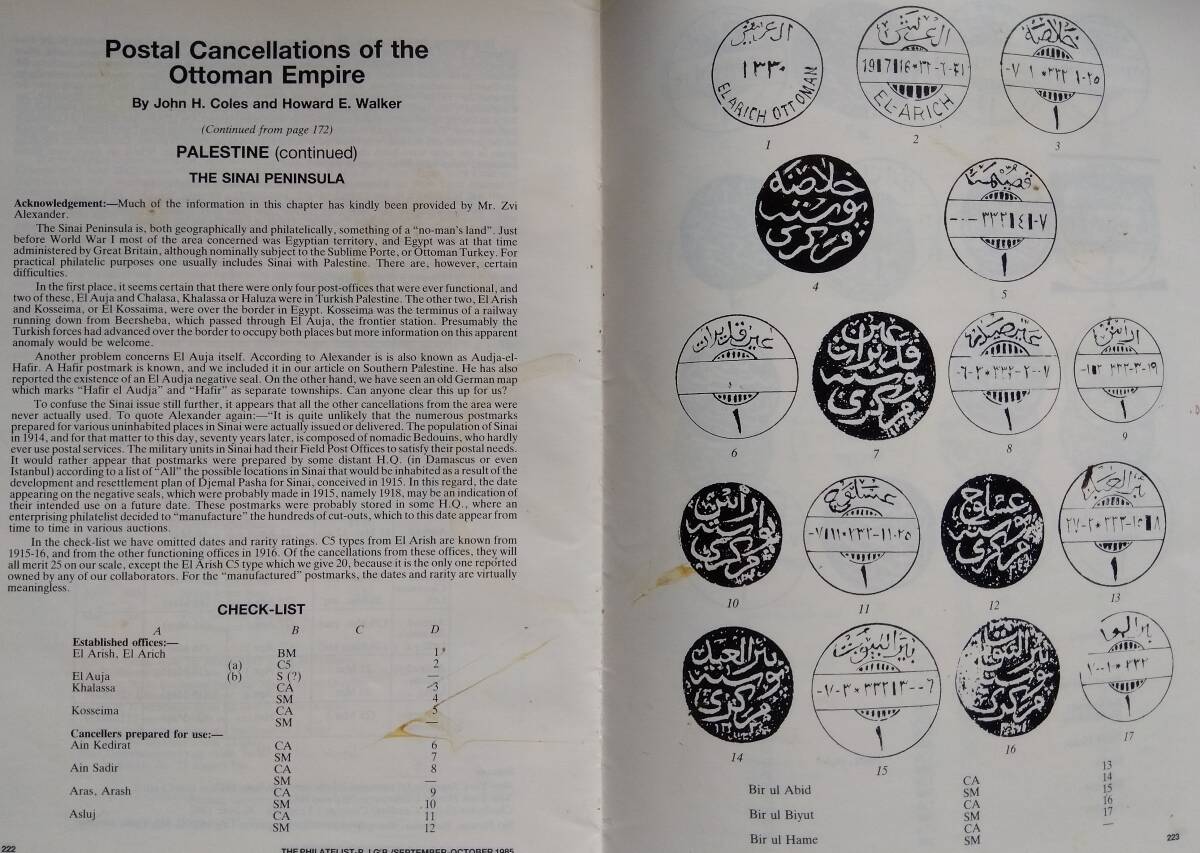 Postal Cancellations of the
Ottoman Empire
By John H. Coles and Howard E. Walker
(Continued from page 172)
PALESTINE (continued)
THE SINAI PENINSULA
Acknowledgement:—Much of the information in this chapter has kindly been provided by Mr. Zvi
Alexander.
The Sinai Peninsula is, both geographically and philatelically, something of a “no-man's land”. Just
before World War I most of the area concerned was Egyptian territory, and Egypt was at that time
administered by Great Britain, although nominally subject to the Sublime Porte, or Ottoman Turkey. For
practical philatelic purposes one usually includes Sinai with Palestine. There are, however, certain
difficulties.
In the first place, it seems certain that there were only four post-offices that were ever functional, and
two of these, El Auja and Chalasa, Khalassa or Haluza were in Turkish Palestine. The other two, El Arish
and Kosseima, or El Kossaima, were over the border in Egypt. Kosseima was the terminus of a railway
running down from Beersheba, which passed through El Auja, the frontier station. Presumably the
Turkish forces had advanced over the border to occupy both places but more information on this apparent
anomaly would be welcome.
Another problem concerns El Auja itself. According to Alexander is is also known as Audja-el-
Hafir. A Hafir postmark is known, and we included it in our article on Southern Palestine. He has also
reported the existence of an El Audja negative seal. On the other hand, we have seen an old German map
which marks “Hafir el Audja” and “Hafir” as separate townships. Can anyone clear this up for us?
To confuse the Sinai issue still further, it appears that all the other cancellations from the area were
never actually used. To quote Alexander again:—“It is quite unlikely that the numerous postmarks
prepared for various uninhabited places in Sinai were actually issued or delivered. The population of Sinai
in 1914, and for that matter to this day, seventy years later, is composed of nomadic Bedouins, who hardly
ever use postal services. The military units in Sinai had their Field Post Offices to satisfy their postal needs.
It would rather appear that postmarks were prepared by some distant H.Q. (in Damascus or even
Istanbul) according to a list of “All” the possible locations in Sinai that would be inhabited as a result of the
development and resettlement plan of Djemal Pasha for Sinai, conceived in 1915. In this regard, the date
appearing on the negative seals, which were probably made in 1915, namely 1918, may be an indication of
their intended use on a future date. These postmarks were probably stored in some H.Q., where an
enterprising philatelist decided to “manufacture” the hundreds of cut-outs, which to this date appear from
time to time in various auctions.
In the check-list we have omitted dates and rarity ratings. C5 types from El Arish are known from
1915-16, and from the other functioning offices in 1916. Of the cancellations from these offices, they will
all merit 25 on our scale, except the El Arish C5 type which we give 20, because it is the only one reported
owned by any of our collaborators. For the “manufactured” postmarks, the dates and rarity are virtually
meaningless.
CHECK-LIST
A B C D
Established offices:—
El Arish, El Arich BM 1
(a) C5 2
El Auja (b) S (?) —
Khalassa CA 3
SM 4
Kosseima CA 5
SM —
Cancellers prepared for use:—
Ain Kedirat CA 6
SM 7
Ain Sadir CA 8
SM —
Aras, Arash CA 9
SM 10
Asluj CA 11
SM 12
222
العريش
١٣٣٠
EL ARICH OTTOMAN
1
العريش
EL-ARICH
2
خلاصه
3
خلاصه
پوسته
مركزى
4
5
6
7
8
9
10
11
12
13
14
15
16
17
Bir ul Abid CA 13
SM 14
Bir ul Biyut CA 15
SM 16
Bir ul Hame CA 17
SM —
223